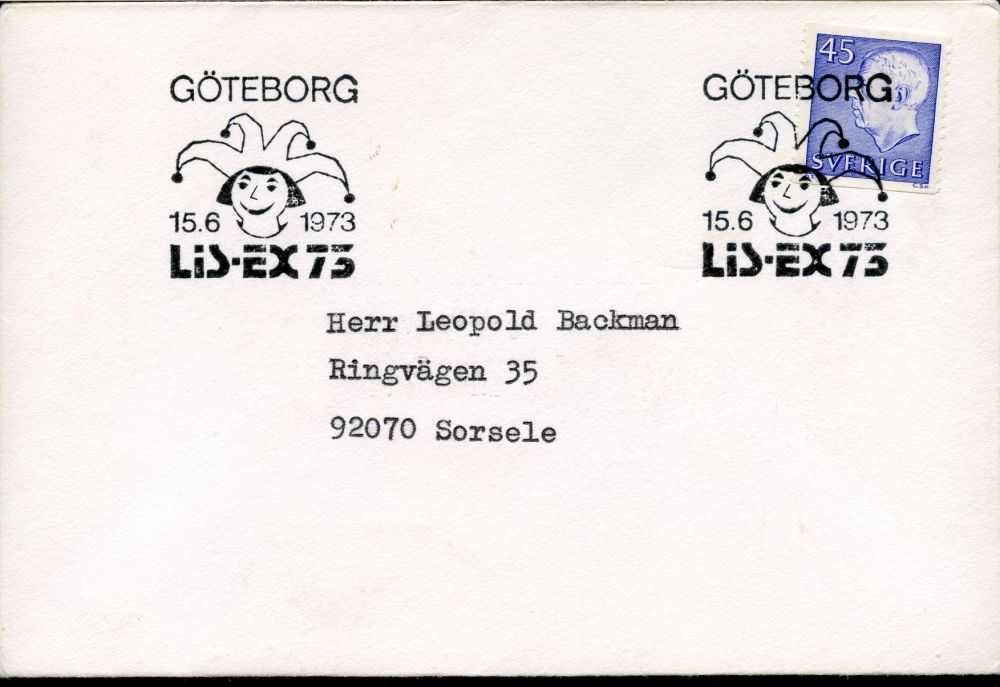 GÖTEBORG
15.6 1973
LiS-EX 73
GÖTEBORG
15.6 1973
LiS-EX 73
45
SVERIGE
Herr Leopold Backman
Ringvägen 35
92070 Sorsele